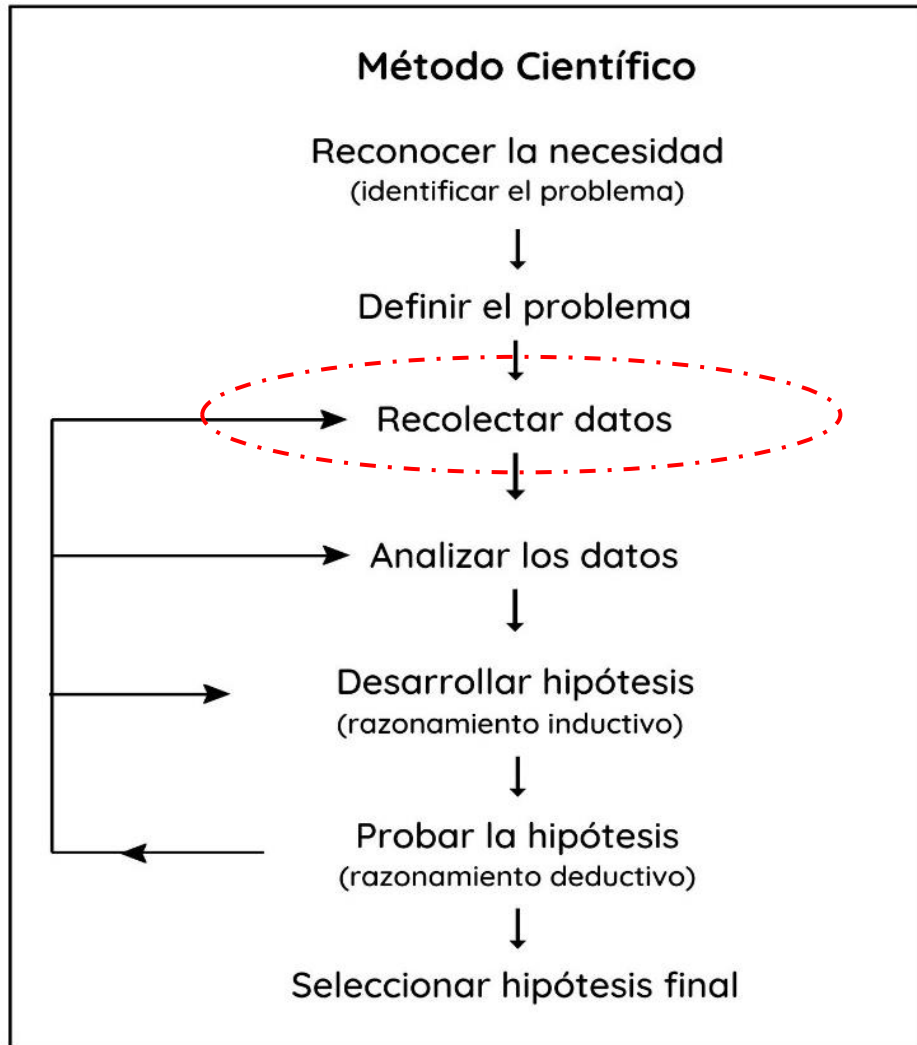 Método Científico
Reconocer la necesidad
(identificar el problema)
Definir el problema
Recolectar datos
Analizar los datos
Desarrollar hipótesis
(razonamiento inductivo)
Probar la hipótesis
(razonamiento deductivo)
Seleccionar hipótesis final